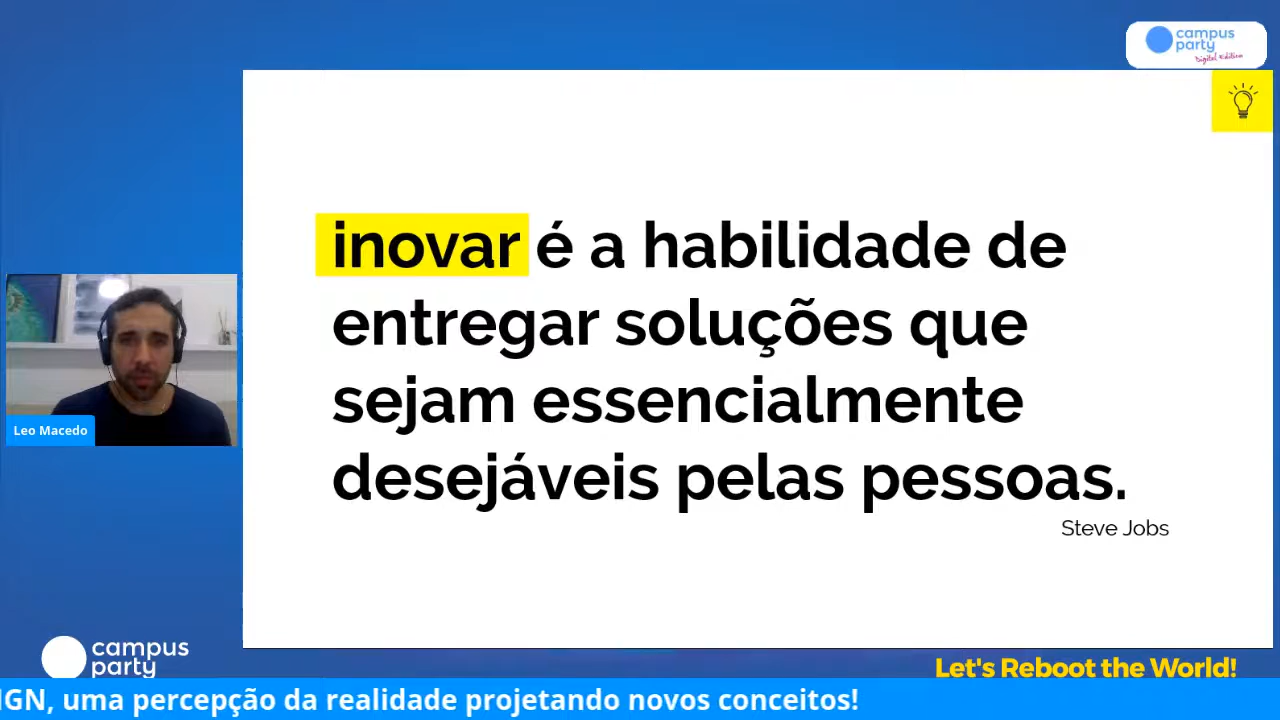 campus
party
Digital Edition
inovar é a habilidade de
entregar soluções que
sejam essencialmente
desejáveis pelas pessoas.
Steve Jobs
Leo Macedo
campus
party
Let's Reboot the World!
IGN, uma percepção da realidade projetando novos conceitos!